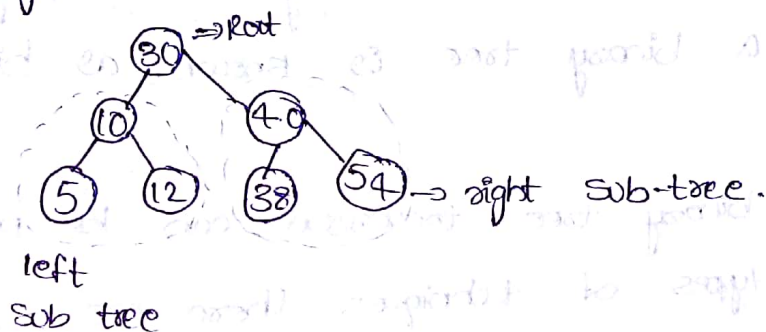 30 ⇒ Root
10 40
5 12 38 54 → right sub-tree.
left
sub tree